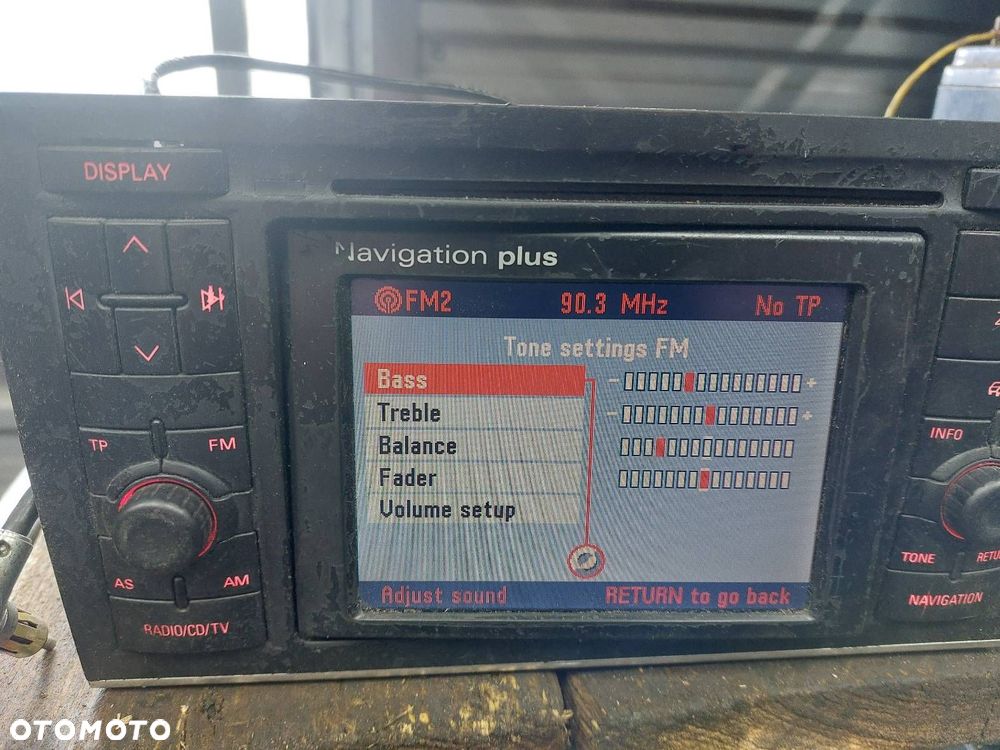 DISPLAY
Navigation plus
FM2 90.3 MHz No TP
Tone settings FM
Bass - +
Treble - +
Balance
Fader
Volume setup
Adjust sound RETURN to go back
TP FM
AS AM
RADIO/CD/TV
INFO
TONE
NAVIGATION
OTOMOTO